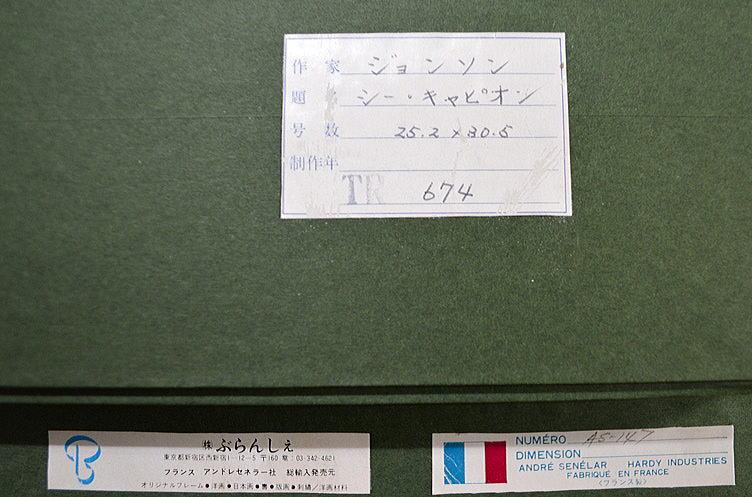 作家 ジョンソン
題 シー・キャピオン
号数 25.2×30.5
制作年
TR 674
B
㈱ ぶらんしぇ
東京都新宿区西新宿1-12-5 〒160 電:03-342-4621
フランス アンドレセネラー社 総輸入発売元
オリジナルフレーム●洋画●日本画●書●版画●刺繍/洋画材料
NUMÉRO AS-147
DIMENSION
ANDRÉ SENÉLAR HARDY INDUSTRIES
FABRIQUE EN FRANCE
(フランス製)